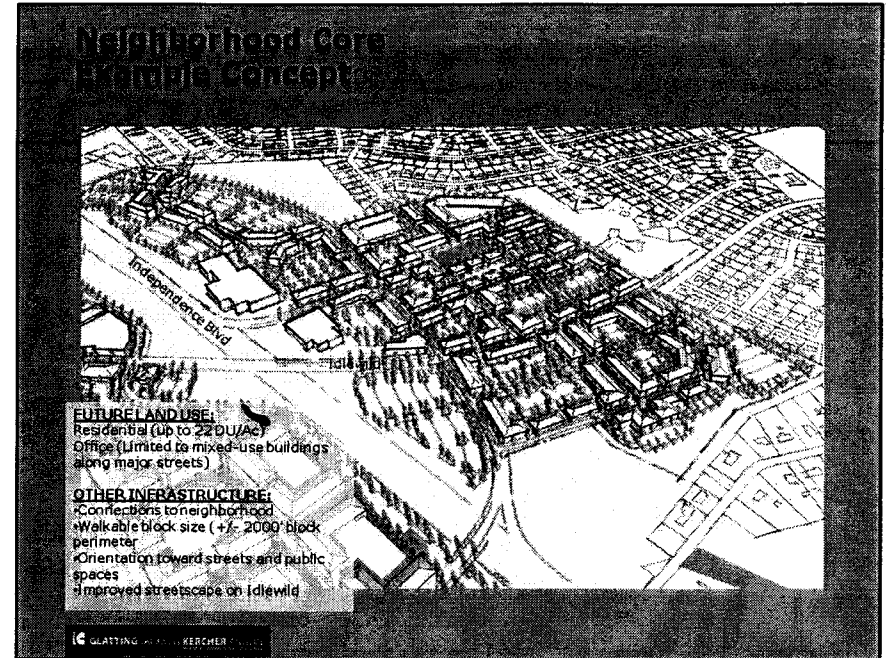 Neighborhood Core
Example Concept
Independence Blvd
Idlewild
FUTURE LAND USE:
Residential (up to 22 DU/Ac)
Office (Limited to mixed-use buildings
along major streets)
OTHER INFRASTRUCTURE:
•Connections to neighborhood
•Walkable block size ( +/- 2000' block
perimeter
•Orientation toward streets and public
spaces
•Improved streetscape on Idlewild
GLATTING KERCHER